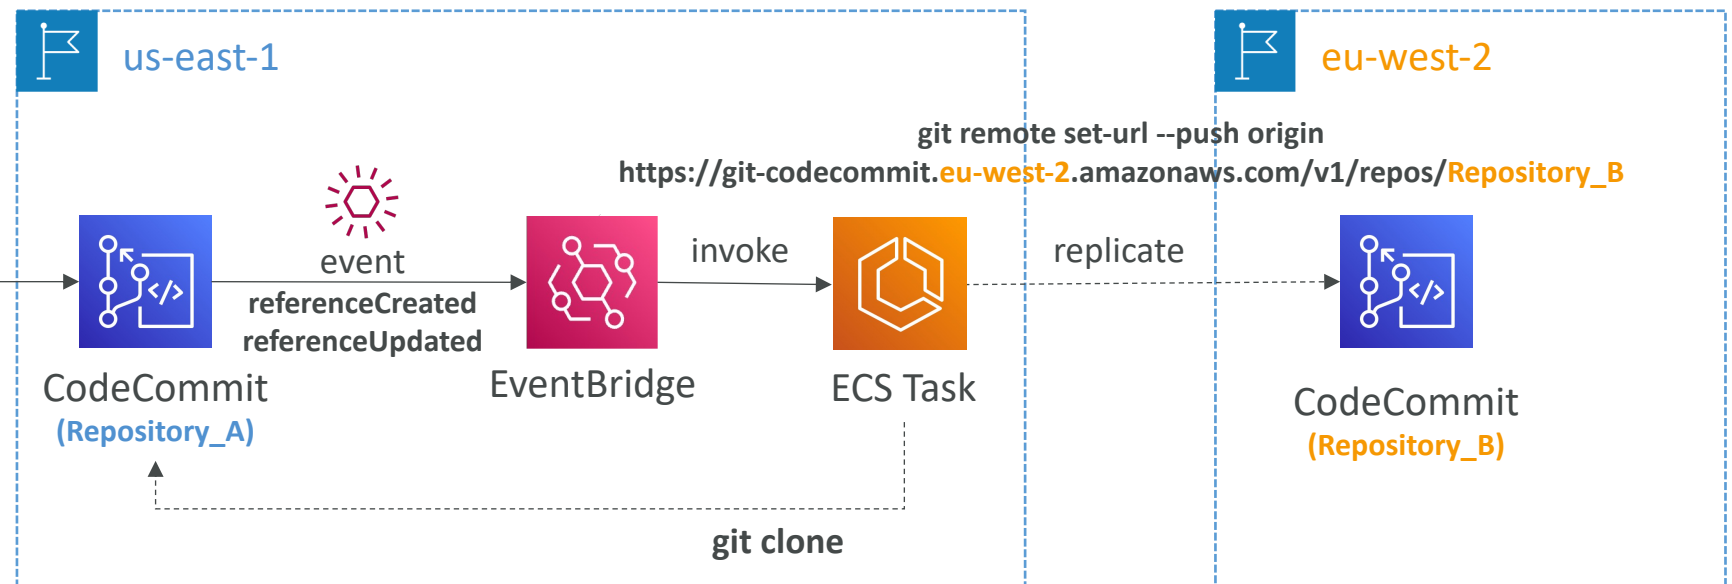 us-east-1
eu-west-2
git remote set-url --push origin
https://git-codecommit.eu-west-2.amazonaws.com/v1/repos/Repository_B
event
referenceCreated
referenceUpdated
invoke
replicate
CodeCommit
(Repository_A)
EventBridge
ECS Task
CodeCommit
(Repository_B)
git clone